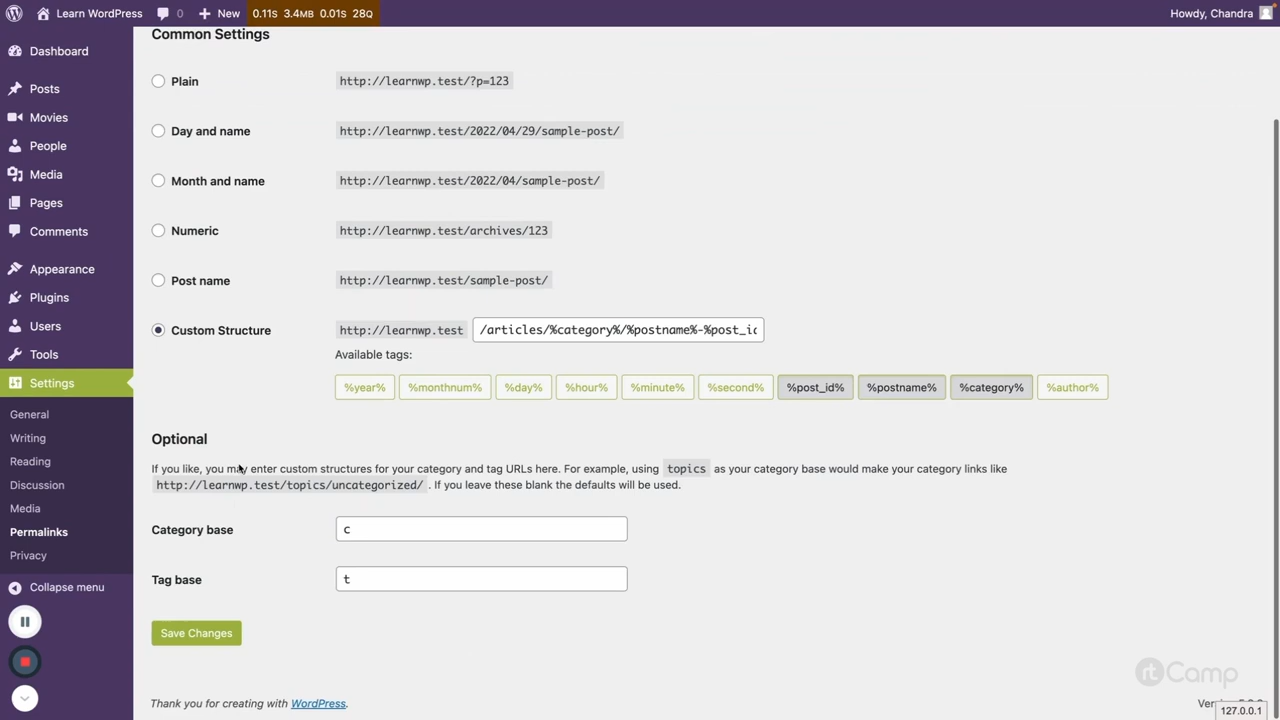 Learn WordPress 0 New 0.11s 3.4MB 0.01s 28Q Howdy, Chandra
Dashboard
Posts
Movies
People
Media
Pages
Comments
Appearance
Plugins
Users
Tools
Settings
General
Writing
Reading
Discussion
Media
Permalinks
Privacy
Collapse menu
Common Settings
Plain http://learnwp.test/?p=123
Day and name http://learnwp.test/2022/04/29/sample-post/
Month and name http://learnwp.test/2022/04/sample-post/
Numeric http://learnwp.test/archives/123
Post name http://learnwp.test/sample-post/
Custom Structure http://learnwp.test /articles/%category%/%postname%-%post_ic
Available tags:
%year% %monthnum% %day% %hour% %minute% %second% %post_id% %postname% %category% %author%
Optional
If you like, you may enter custom structures for your category and tag URLs here. For example, using topics as your category base would make your category links like
http://learnwp.test/topics/uncategorized/ . If you leave these blank the defaults will be used.
Category base c
Tag base t
Save Changes
rtCamp
Thank you for creating with WordPress.
127.0.0.1